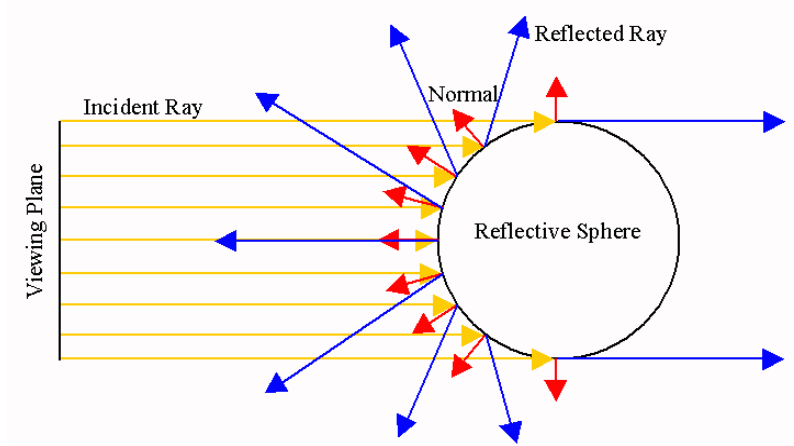 Reflected Ray
Incident Ray
Normal
Viewing Plane
Reflective Sphere